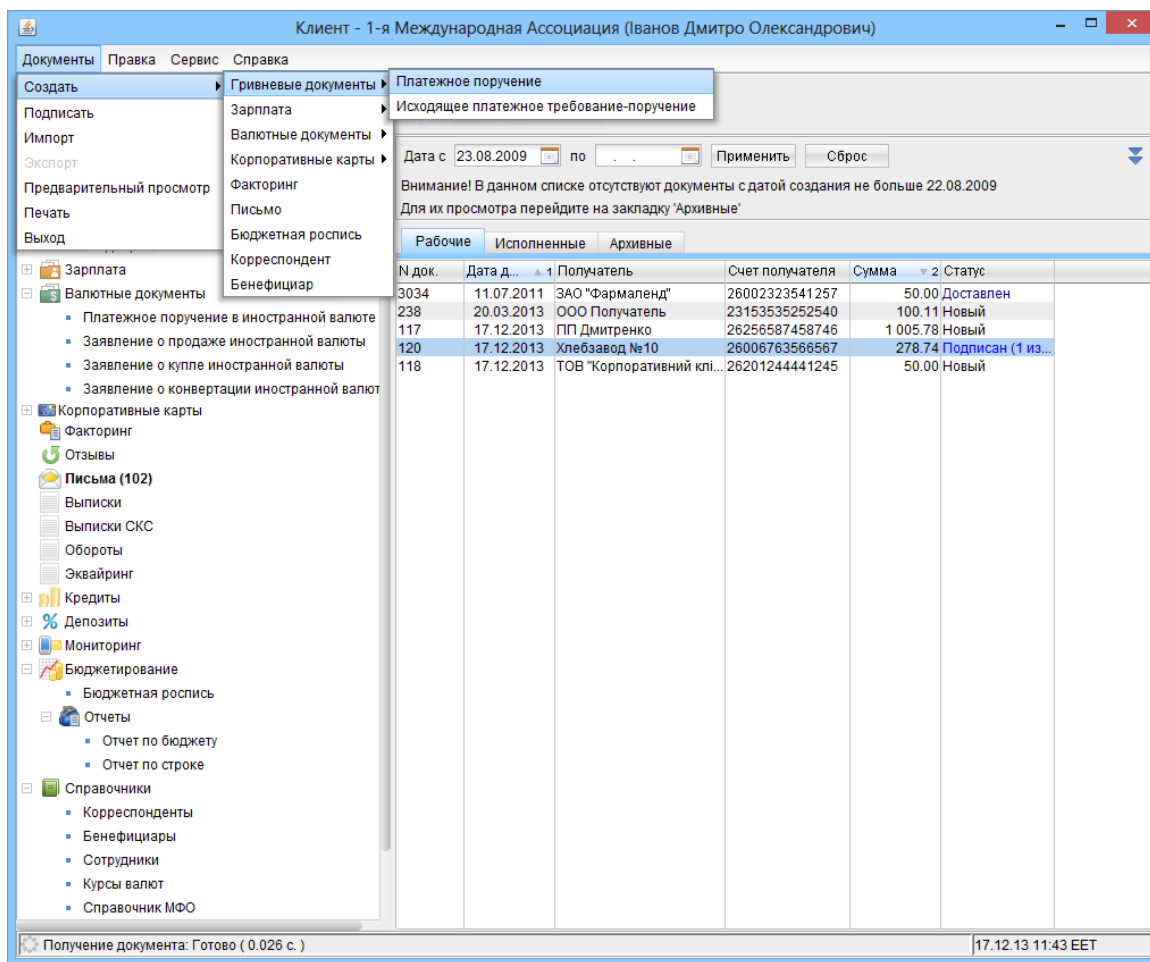 Клиент - 1-я Международная Ассоциация (Іванов Дмитро Олександрович)
Документы Правка Сервис Справка
Создать
Подписать
Импорт
Экспорт
Предварительный просмотр
Печать
Выход
Гривневые документы
Зарплата
Валютные документы
Корпоративные карты
Факторинг
Письмо
Бюджетная роспись
Корреспондент
Бенефициар
Платежное поручение
Исходящее платежное требование-поручение
Дата с 23.08.2009 по . . Применить Сброс
Внимание! В данном списке отсутствуют документы с датой создания не больше 22.08.2009
Для их просмотра перейдите на закладку 'Архивные'
Рабочие Исполненные Архивные
N док. Дата д... 1 Получатель Счет получателя Сумма 2 Статус
3034 11.07.2011 ЗАО "Фармаленд" 26002323541257 50.00 Доставлен
238 20.03.2013 ООО Получатель 23153535252540 100.11 Новый
117 17.12.2013 ПП Дмитренко 26256587458746 1 005.78 Новый
120 17.12.2013 Хлебзавод №10 26006763566567 278.74 Подписан (1 из...
118 17.12.2013 ТОВ "Корпоративний клі... 26201244441245 50.00 Новый
Зарплата
Валютные документы
Платежное поручение в иностранной валюте
Заявление о продаже иностранной валюты
Заявление о купле иностранной валюты
Заявление о конвертации иностранной валют
Корпоративные карты
Факторинг
Отзывы
Письма (102)
Выписки
Выписки СКС
Обороты
Эквайринг
Кредиты
Депозиты
Мониторинг
Бюджетирование
Бюджетная роспись
Отчеты
Отчет по бюджету
Отчет по строке
Справочники
Корреспонденты
Бенефициары
Сотрудники
Курсы валют
Справочник МФО
Получение документа: Готово ( 0.026 с. ) 17.12.13 11:43 EET